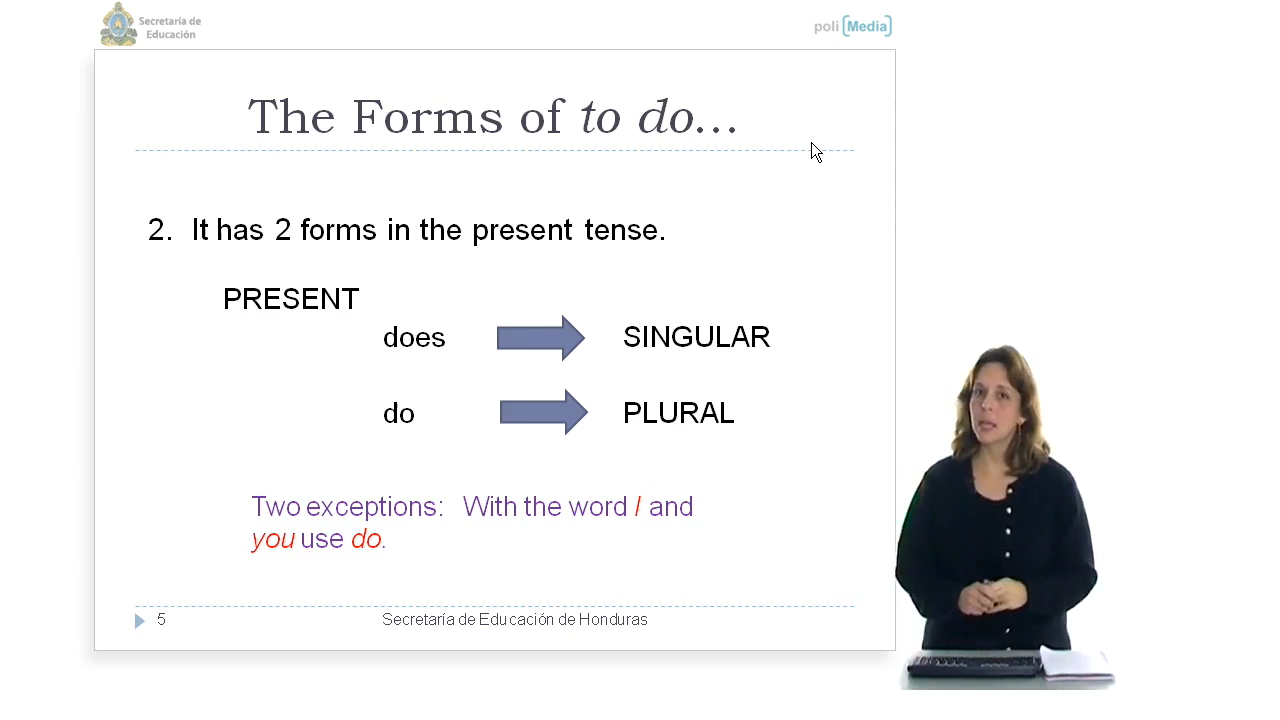 Secretaría de
Educación
poli [Media]
The Forms of to do...
2. It has 2 forms in the present tense.
PRESENT
does SINGULAR
do PLURAL
Two exceptions: With the word I and
you use do.
5 Secretaría de Educación de Honduras